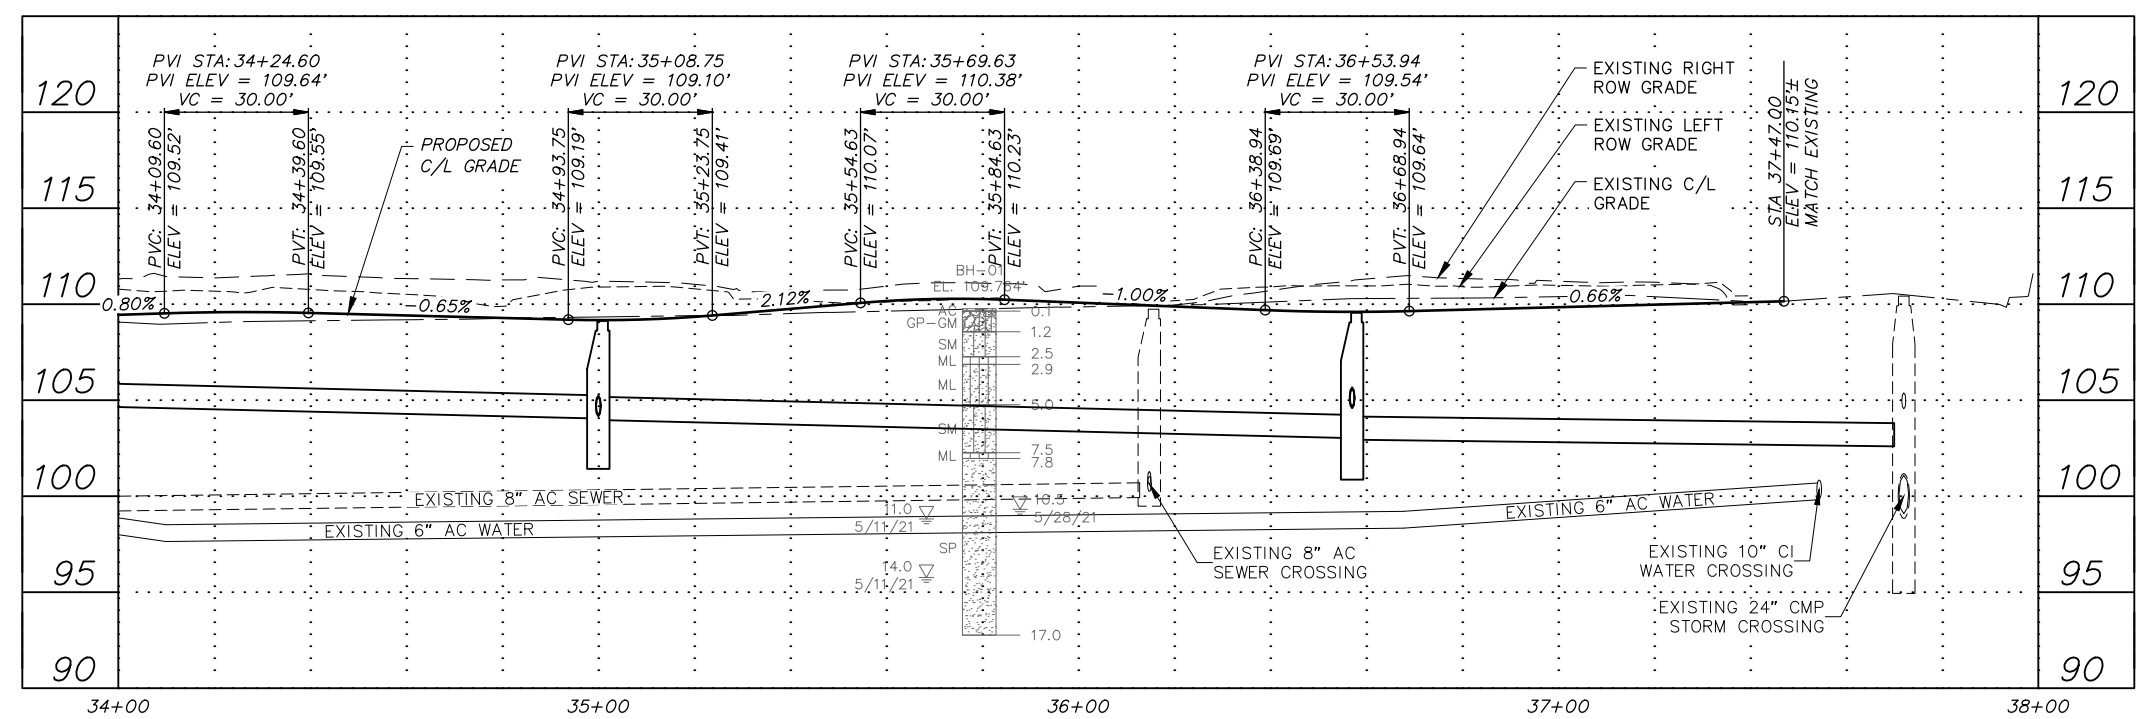 PVI STA: 34+24.60
PVI ELEV = 109.64'
VC = 30.00'
PVI STA: 35+08.75
PVI ELEV = 109.10'
VC = 30.00'
PVI STA: 35+69.63
PVI ELEV = 110.38'
VC = 30.00'
PVI STA: 36+53.94
PVI ELEV = 109.54'
VC = 30.00'
EXISTING RIGHT
ROW GRADE
EXISTING LEFT
ROW GRADE
EXISTING C/L
GRADE
PROPOSED
C/L GRADE
PVC: 34+09.60
ELEV = 109.52'
PVT: 34+39.60
ELEV = 109.55'
PVC: 34+93.75
ELEV = 109.19'
PVT: 35+23.75
ELEV = 109.41'
PVC: 35+54.63
ELEV = 110.07'
PVT: 35+84.63
ELEV = 110.23'
PVC: 36+38.94
ELEV = 109.69'
PVT: 36+68.94
ELEV = 109.64'
STA 37+47.00
ELEV = 110.15'±
MATCH EXISTING
120
115
110
105
100
95
90
120
115
110
105
100
95
90
0.80%
0.65%
2.12%
1.00%
0.66%
BH-01
EL. 109.764'
AC
0.1
GP-GM
1.2
SM
2.5
ML
2.9
ML
5.0
SM
7.5
ML
7.8
11.0
5/11/21
10.5
5/28/21
SP
14.0
5/11/21
17.0
EXISTING 8" AC SEWER
EXISTING 6" AC WATER
EXISTING 6" AC WATER
EXISTING 8" AC
SEWER CROSSING
EXISTING 10" CI
WATER CROSSING
EXISTING 24" CMP
STORM CROSSING
34+00
35+00
36+00
37+00
38+00